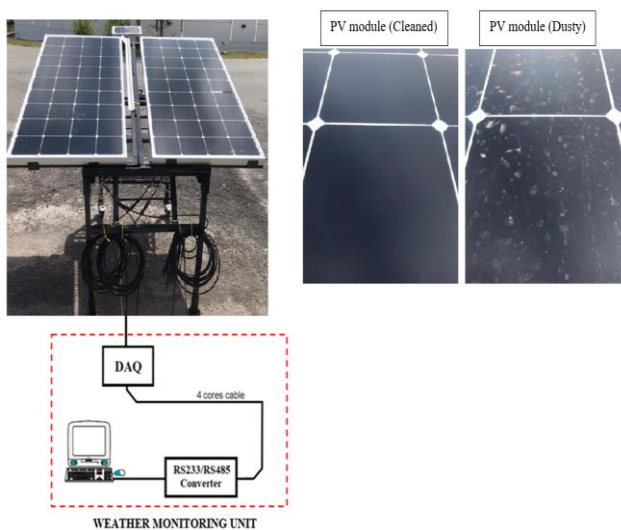 PV module (Cleaned)
PV module (Dusty)
DAQ
4 cores cable
RS233/RS485
Converter
WEATHER MONITORING UNIT